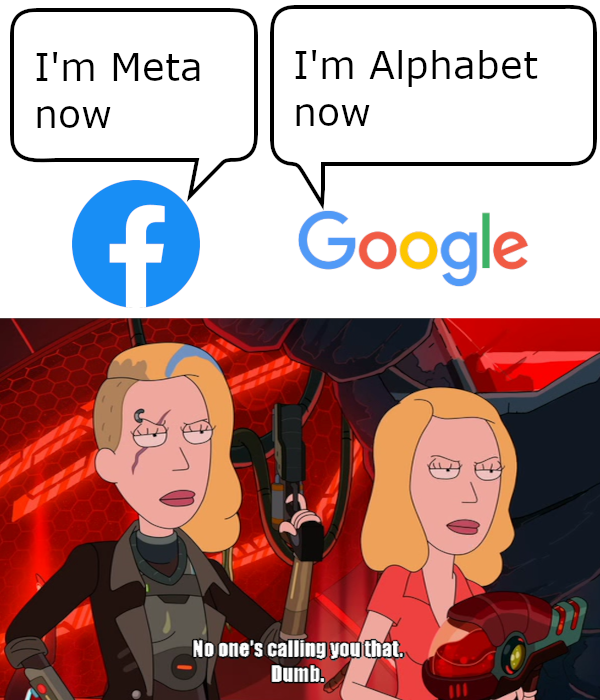 I'm Meta
now
I'm Alphabet
now
f
Google
No one's calling you that.
Dumb.